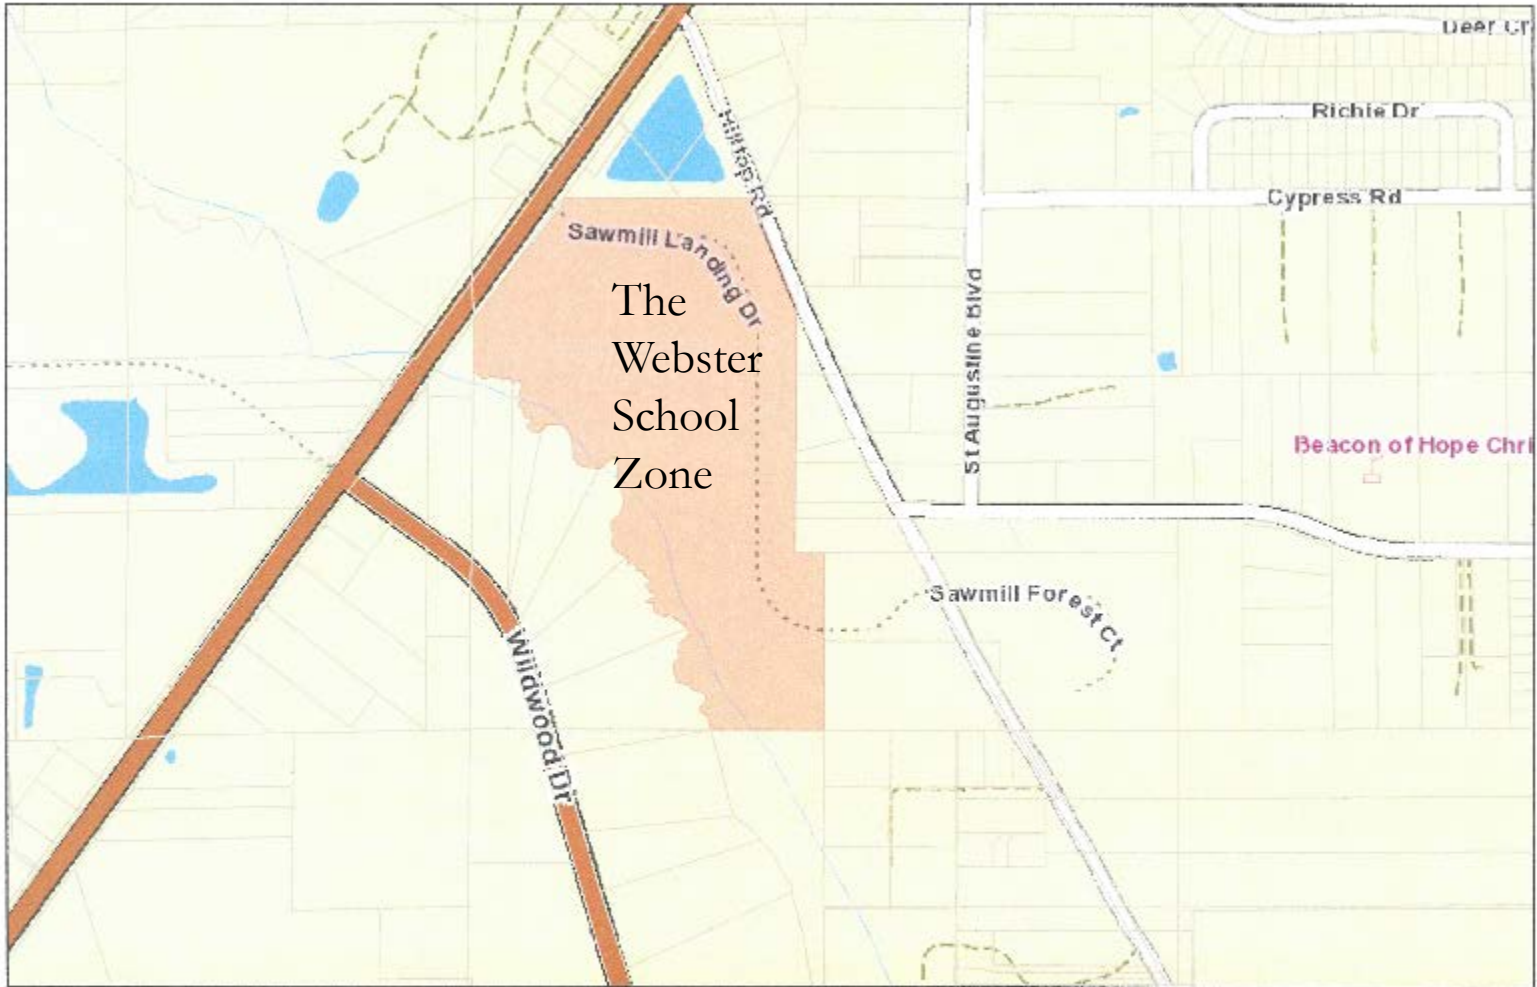 Deer Cr
Richie Dr
Hilltop Rd
Cypress Rd
Sawmill Landing Dr
The
Webster
School
Zone
St Augustine Blvd
Beacon of Hope Chri
Sawmill Forest Ct
Wildwood Dr